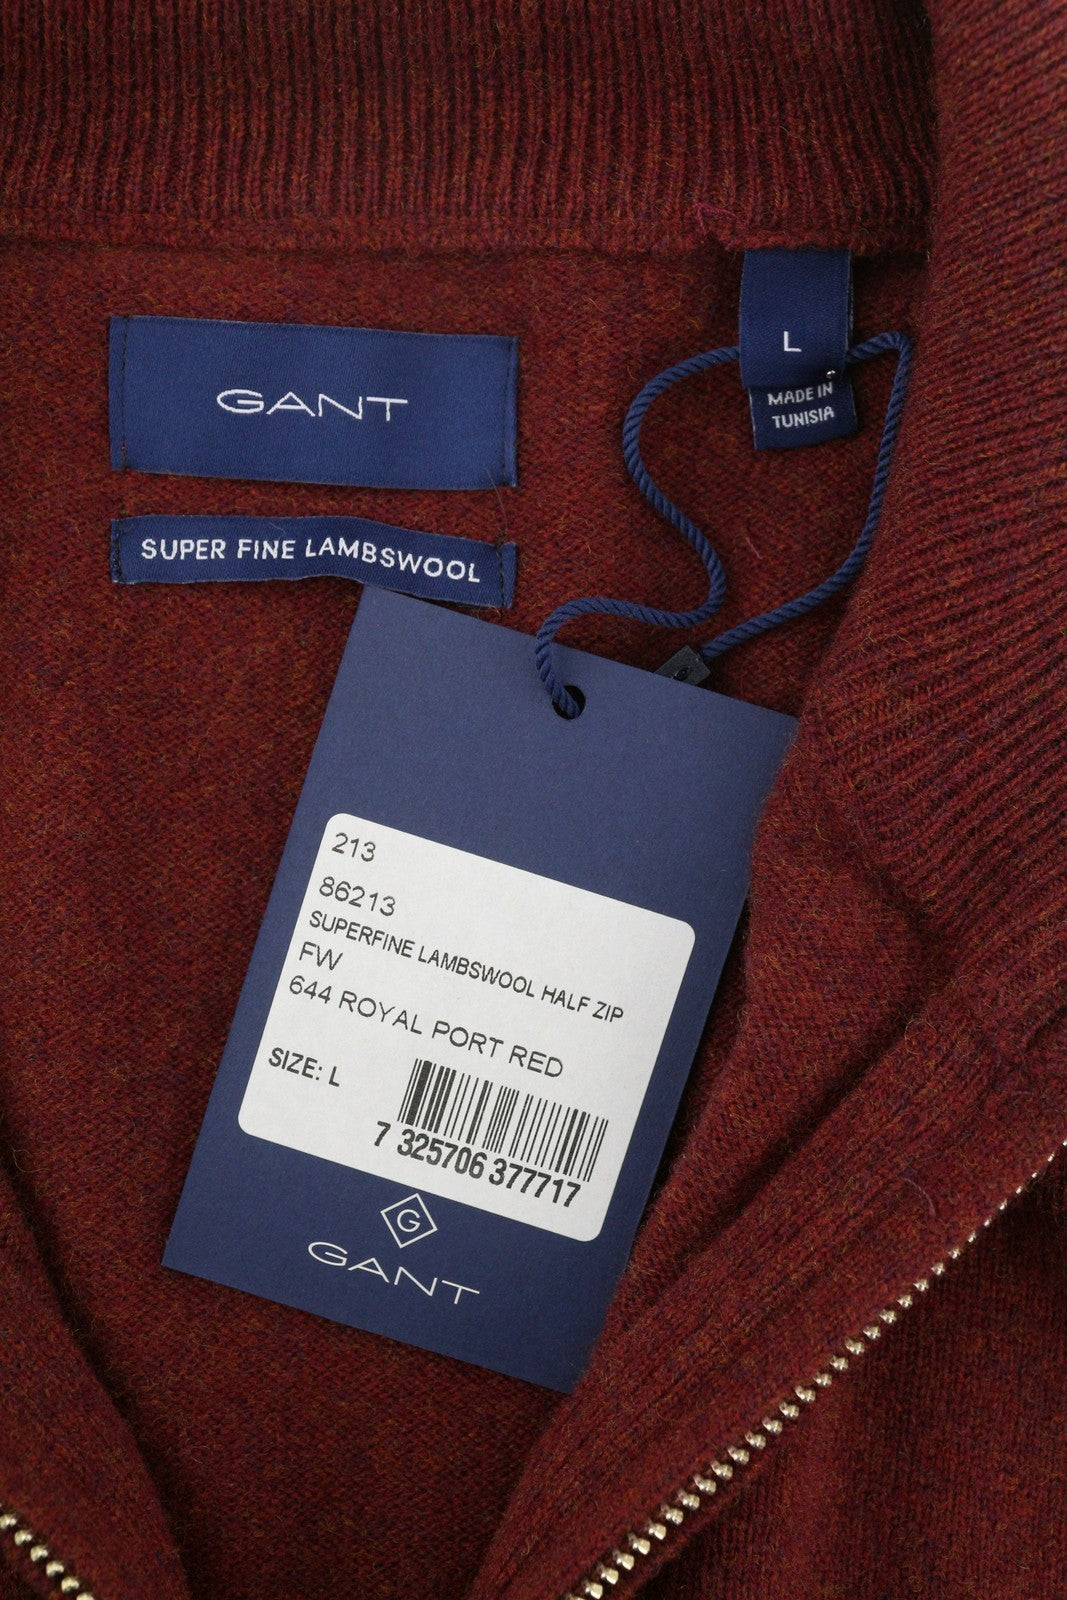 L
MADE IN
TUNISIA
GANT
SUPER FINE LAMBSWOOL
213
86213
SUPERFINE LAMBSWOOL HALF ZIP
FW
644 ROYAL PORT RED
SIZE: L
7 325706 377717
G
GANT